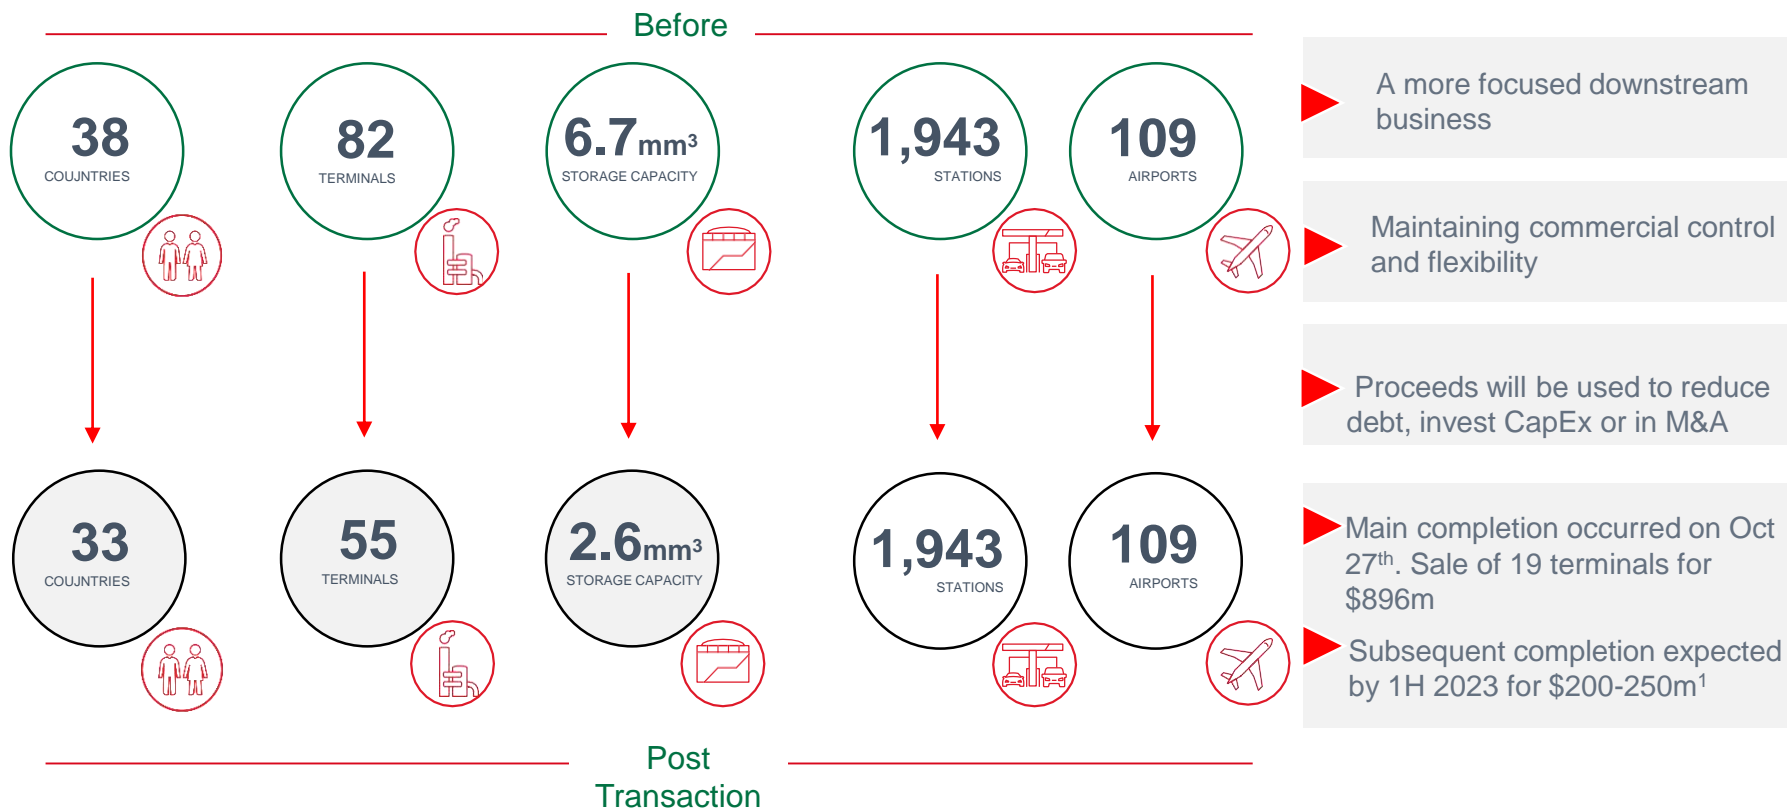 Before
38
COUJNTRIES
82
TERMINALS
6.7mm³
STORAGE CAPACITY
1,943
STATIONS
109
AIRPORTS
33
COUJNTRIES
55
TERMINALS
2.6mm³
STORAGE CAPACITY
1,943
STATIONS
109
AIRPORTS
Post
Transaction
A more focused downstream
business
Maintaining commercial control
and flexibility
Proceeds will be used to reduce
debt, invest CapEx or in M&A
Main completion occurred on Oct
27th. Sale of 19 terminals for
$896m
Subsequent completion expected
by 1H 2023 for $200-250m¹